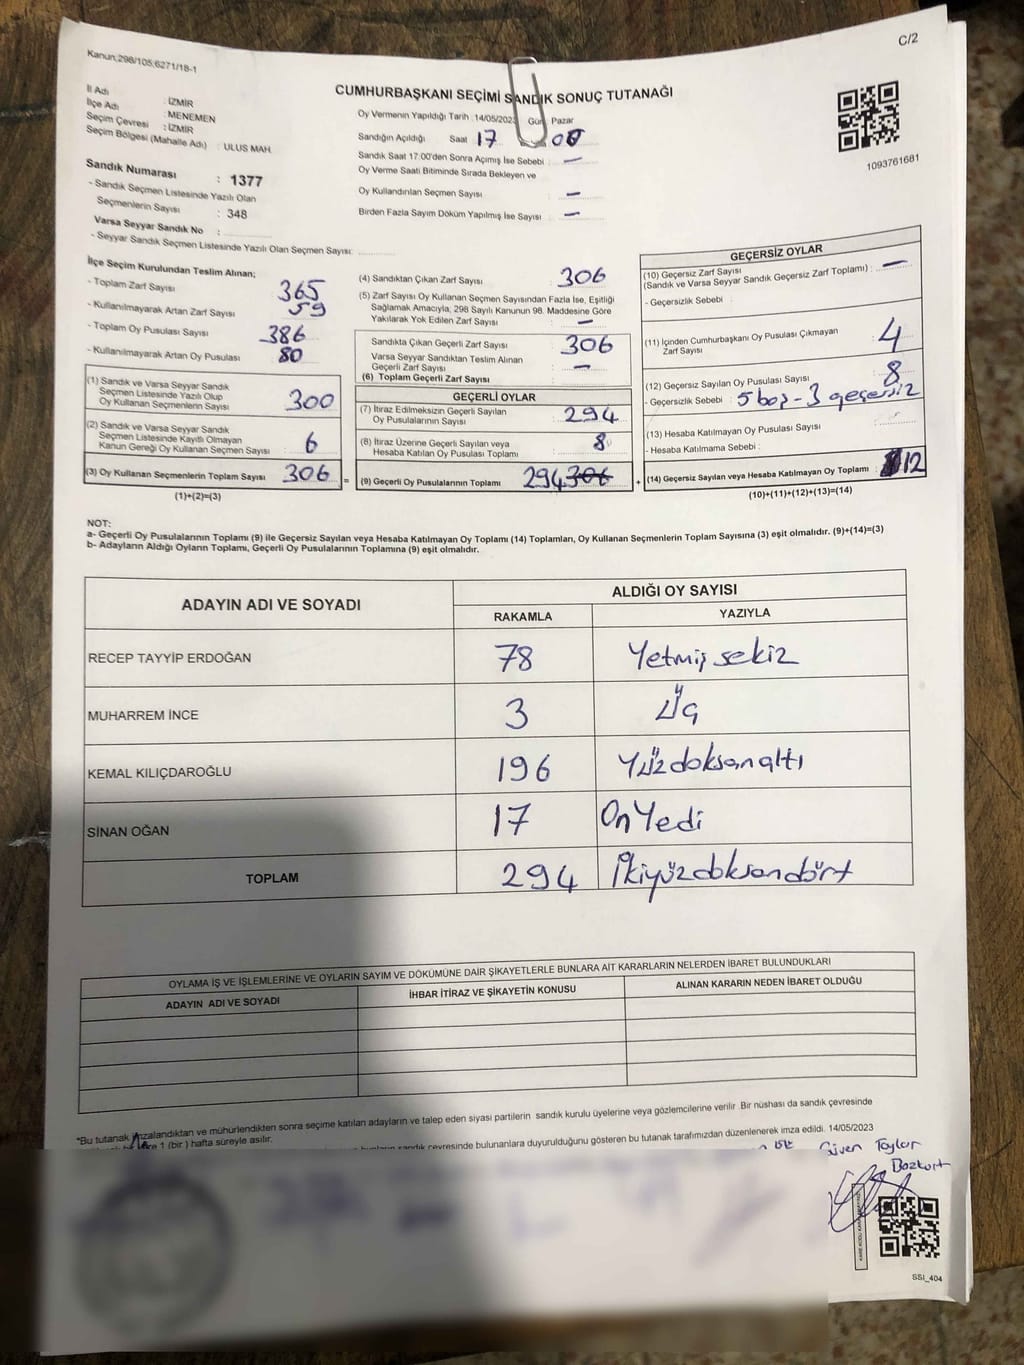 Kanun;298/105;6271/18-1
C/2
CUMHURBAŞKANI SEÇİMİ SANDIK SONUÇ TUTANAĞI
İl Adı : İZMİR
İlçe Adı : MENEMEN
Seçim Çevresi : İZMİR
Seçim Bölgesi (Mahalle Adı) : ULUS MAH.
Sandık Numarası : 1377
- Sandık Seçmen Listesinde Yazılı Olan
Seçmenlerin Sayısı : 348
Varsa Seyyar Sandık No :
- Seyyar Sandık Seçmen Listesinde Yazılı Olan Seçmen Sayısı:
Oy Vermenin Yapıldığı Tarih : 14/05/2023 Gün: Pazar
Sandığın Açıldığı Saat 17 00
Sandık Saat 17:00'den Sonra Açımış İse Sebebi : —
Oy Verme Saati Bitiminde Sırada Bekleyen ve
Oy Kullandırılan Seçmen Sayısı : —
Birden Fazla Sayım Döküm Yapılmış İse Sayısı : —
1093761681
İlçe Seçim Kurulundan Teslim Alınan;
- Toplam Zarf Sayısı : 365
- Kullanılmayarak Artan Zarf Sayısı : 59
- Toplam Oy Pusulası Sayısı : 386
- Kullanılmayarak Artan Oy Pusulası : 80
(1) Sandık ve Varsa Seyyar Sandık
Seçmen Listesinde Yazılı Olup
Oy Kullanan Seçmenlerin Sayısı : 300
(2) Sandık ve Varsa Seyyar Sandık
Seçmen Listesinde Kayıtlı Olmayan
Kanun Gereği Oy Kullanan Seçmen Sayısı : 6
(3) Oy Kullanan Seçmenlerin Toplam Sayısı : 306
(1)+(2)=(3)
(4) Sandıktan Çıkan Zarf Sayısı : 306
(5) Zarf Sayısı Oy Kullanan Seçmen Sayısından Fazla İse, Eşitliği
Sağlamak Amacıyla, 298 Sayılı Kanunun 98. Maddesine Göre
Yakılarak Yok Edilen Zarf Sayısı : —
Sandıkta Çıkan Geçerli Zarf Sayısı : 306
Varsa Seyyar Sandıktan Teslim Alınan
Geçerli Zarf Sayısı : —
(6) Toplam Geçerli Zarf Sayısı :
GEÇERLİ OYLAR
(7) İtiraz Edilmeksizin Geçerli Sayılan
Oy Pusulalarının Sayısı : 294
(8) İtiraz Üzerine Geçerli Sayılan veya
Hesaba Katılan Oy Pusulası Toplamı : 8
= (9) Geçerli Oy Pusulalarının Toplamı : 294 306
GEÇERSİZ OYLAR
(10) Geçersiz Zarf Sayısı
(Sandık ve Varsa Seyyar Sandık Geçersiz Zarf Toplamı) : —
- Geçersizlik Sebebi :
(11) İçinden Cumhurbaşkanı Oy Pusulası Çıkmayan
Zarf Sayısı : 4
(12) Geçersiz Sayılan Oy Pusulası Sayısı : 8
- Geçersizlik Sebebi : 5 boş - 3 geçersiz
(13) Hesaba Katılmayan Oy Pusulası Sayısı :
- Hesaba Katılmama Sebebi :
+ (14) Geçersiz Sayılan veya Hesaba Katılmayan Oy Toplamı : 12
(10)+(11)+(12)+(13)=(14)
NOT:
a- Geçerli Oy Pusulalarının Toplamı (9) ile Geçersiz Sayılan veya Hesaba Katılmayan Oy Toplamı (14) Toplamları, Oy Kullanan Seçmenlerin Toplam Sayısına (3) eşit olmalıdır. (9)+(14)=(3)
b- Adayların Aldığı Oyların Toplamı, Geçerli Oy Pusulalarının Toplamına (9) eşit olmalıdır.
ADAYIN ADI VE SOYADI
ALDIĞI OY SAYISI
RAKAMLA YAZIYLA
RECEP TAYYİP ERDOĞAN 78 Yetmiş sekiz
MUHARREM İNCE 3 Üç
KEMAL KILIÇDAROĞLU 196 Yüzdoksanaltı
SİNAN OĞAN 17 On Yedi
TOPLAM 294 İkiyüzdoksandört
OYLAMA İŞ VE İŞLEMLERİNE VE OYLARIN SAYIM VE DÖKÜMÜNE DAİR ŞİKAYETLERLE BUNLARA AİT KARARLARIN NELERDEN İBARET BULUNDUKLARI
ADAYIN ADI VE SOYADI İHBAR İTİRAZ VE ŞİKAYETİN KONUSU ALINAN KARARIN NEDEN İBARET OLDUĞU
*Bu tutanak imzalandıktan ve mühürlendikten sonra seçime katılan adayların ve talep eden siyasi partilerin sandık kurulu üyelerine veya gözlemcilerine verilir Bir nüshası da sandık çevresinde
1 (bir ) hafta süreyle asılır.
sandık çevresinde bulunanlara duyurulduğunu gösteren bu tutanak tarafımızdan düzenlenerek imza edildi. 14/05/2023
Güven Taylar
Bozkurt
SSI_404